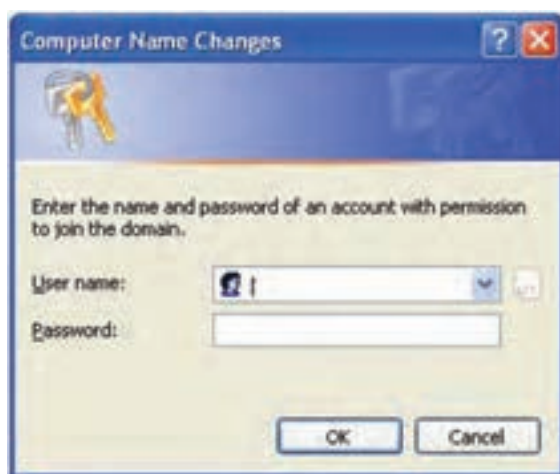 Computer Name Changes
Enter the name and password of an account with permission
to join the domain.
User name:
Password:
OK
Cancel